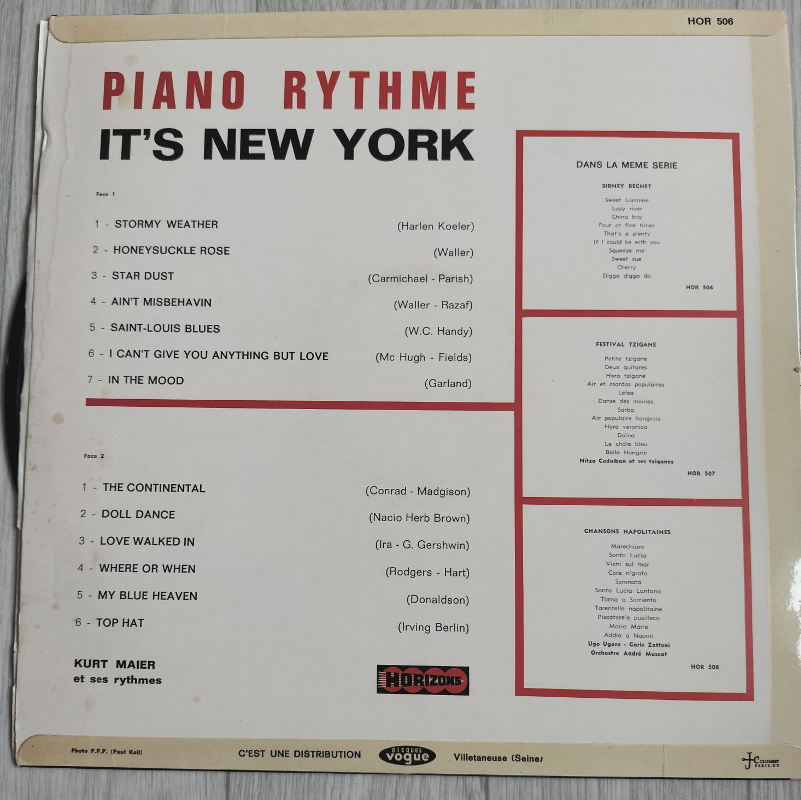 HOR 506
PIANO RYTHME
IT'S NEW YORK
Face 1
1 - STORMY WEATHER (Harlen Koeler)
2 - HONEYSUCKLE ROSE (Waller)
3 - STAR DUST (Carmichael - Parish)
4 - AIN'T MISBEHAVIN (Waller - Razaf)
5 - SAINT-LOUIS BLUES (W.C. Handy)
6 - I CAN'T GIVE YOU ANYTHING BUT LOVE (Mc Hugh - Fields)
7 - IN THE MOOD (Garland)
Face 2
1 - THE CONTINENTAL (Conrad - Madgison)
2 - DOLL DANCE (Nacio Herb Brown)
3 - LOVE WALKED IN (Ira - G. Gershwin)
4 - WHERE OR WHEN (Rodgers - Hart)
5 - MY BLUE HEAVEN (Donaldson)
6 - TOP HAT (Irving Berlin)
KURT MAIER
et ses rythmes
HORIZONS
DANS LA MEME SERIE
SIDNEY BECHET
Sweet Lorraine
Lazy river
China boy
Four or five times
That's a plenty
If I could be with you
Squeeze me
Sweet sue
Cherry
Digga digga do
HOR 504
FESTIVAL TZIGANE
Petite tzigane
Deux guitares
Hora tzigane
Air et csardas populaires
Lelea
Danse des moines
Sarba
Air populaire hongrois
Hora veronica
Doïna
Le châle bleu
Belle Hongrie
Nitza Codolban et ses tziganes
HOR 507
CHANSONS NAPOLITAINES
Marechiare
Santa Lucia
Vieni sul mar
Core n'grato
Serenata
Santa Lucia Luntana
Torna a Sorriento
Tarentelle napolitaine
Piscatore'e pusilleco
Maria Marie
Addio a Napoli
Ugo Ugaro - Carlo Zattoni
Orchestre André Muscat
HOR 508
Photo P.P.P. (Paul Koll)
C'EST UNE DISTRIBUTION
disques
vogue
Villetaneuse (Seine)
COLOMBET
PARIS-XV